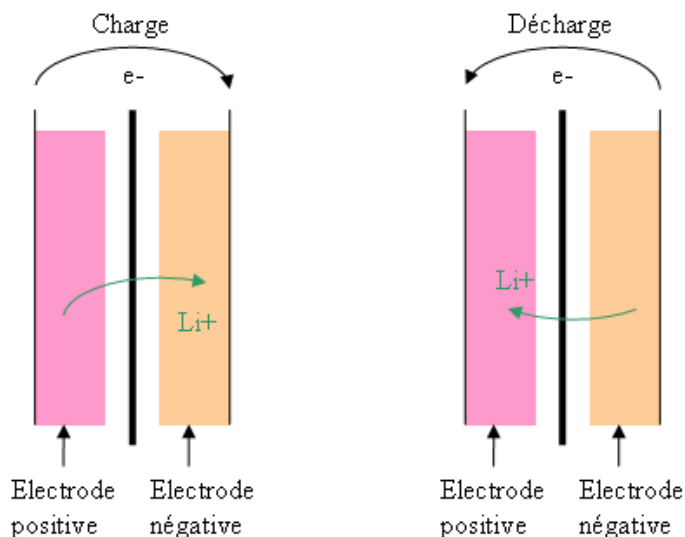 Charge
e-
Li+
Electrode
positive
Electrode
négative
Décharge
e-
Li+
Electrode
positive
Electrode
négative